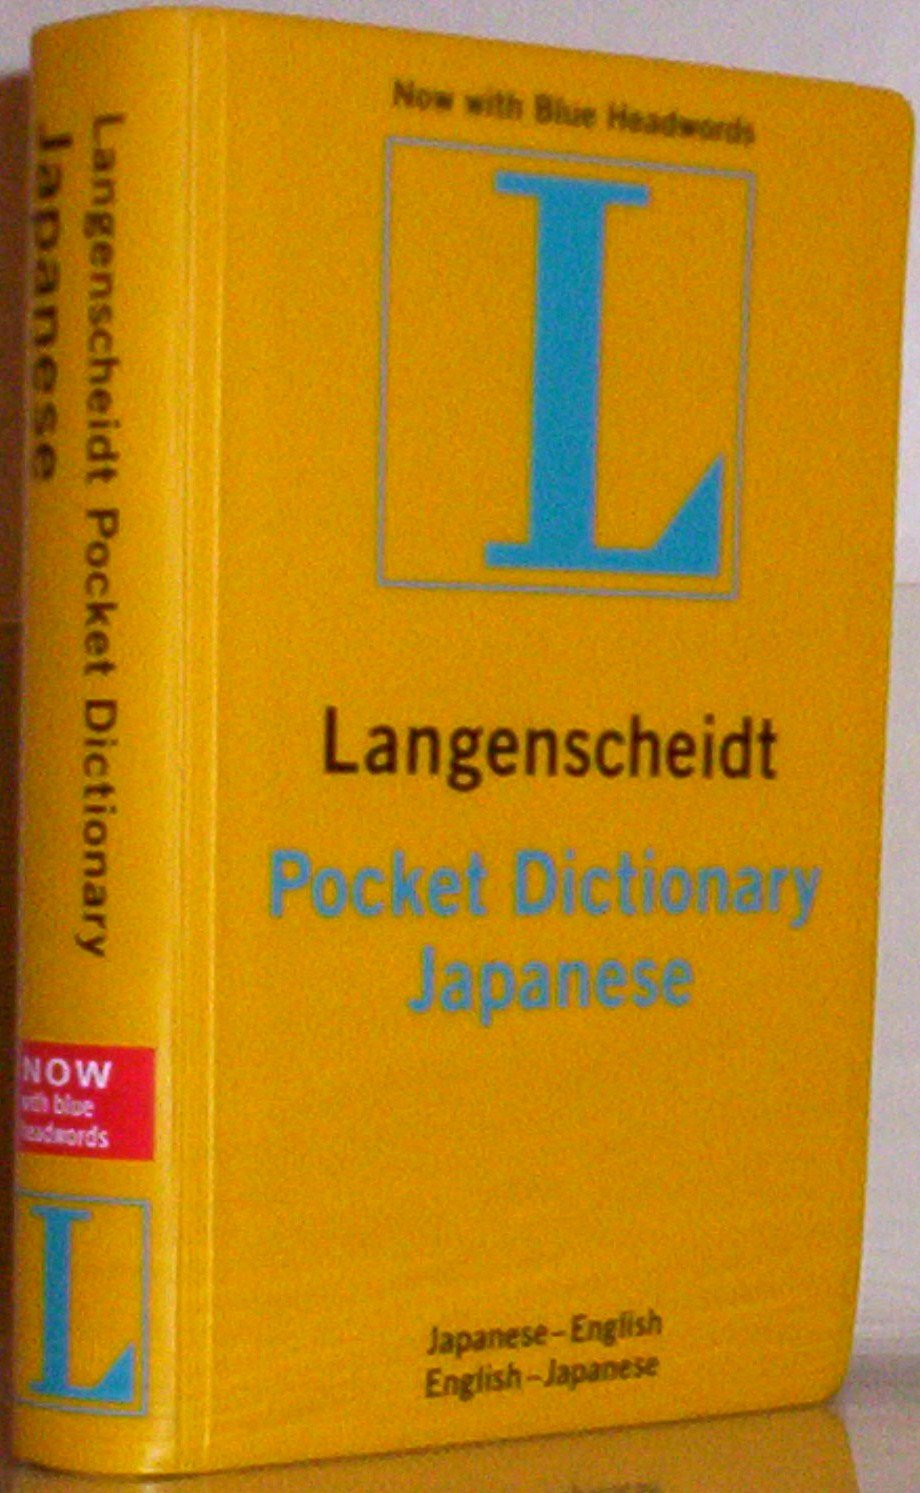 Langenscheidt Pocket Dictionary
Japanese
NOW
with blue
headwords
L
Now with Blue Headwords
L
Langenscheidt
Pocket Dictionary
Japanese
Japanese–English
English–Japanese